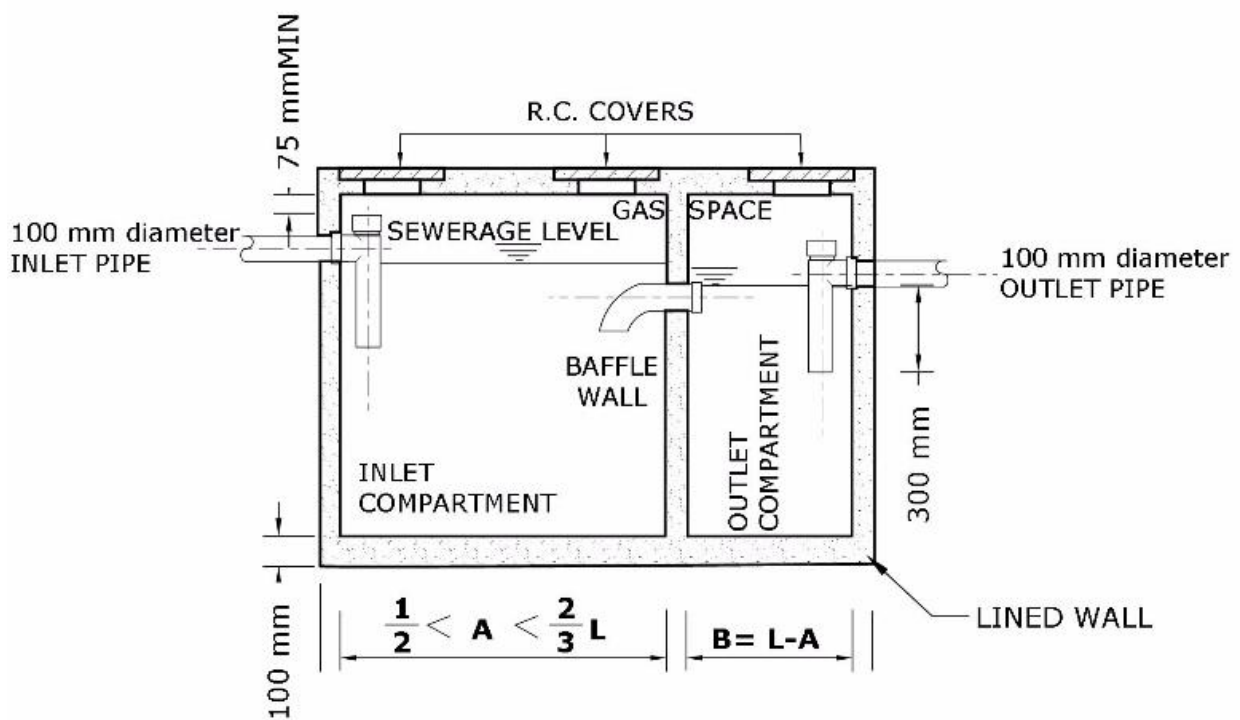 75 mmMIN
R.C. COVERS
GAS SPACE
SEWERAGE LEVEL
100 mm diameter
INLET PIPE
100 mm diameter
OUTLET PIPE
BAFFLE
WALL
OUTLET
COMPARTMENT
300 mm
INLET
COMPARTMENT
100 mm
1/2 < A < 2/3 L
B= L-A
LINED WALL